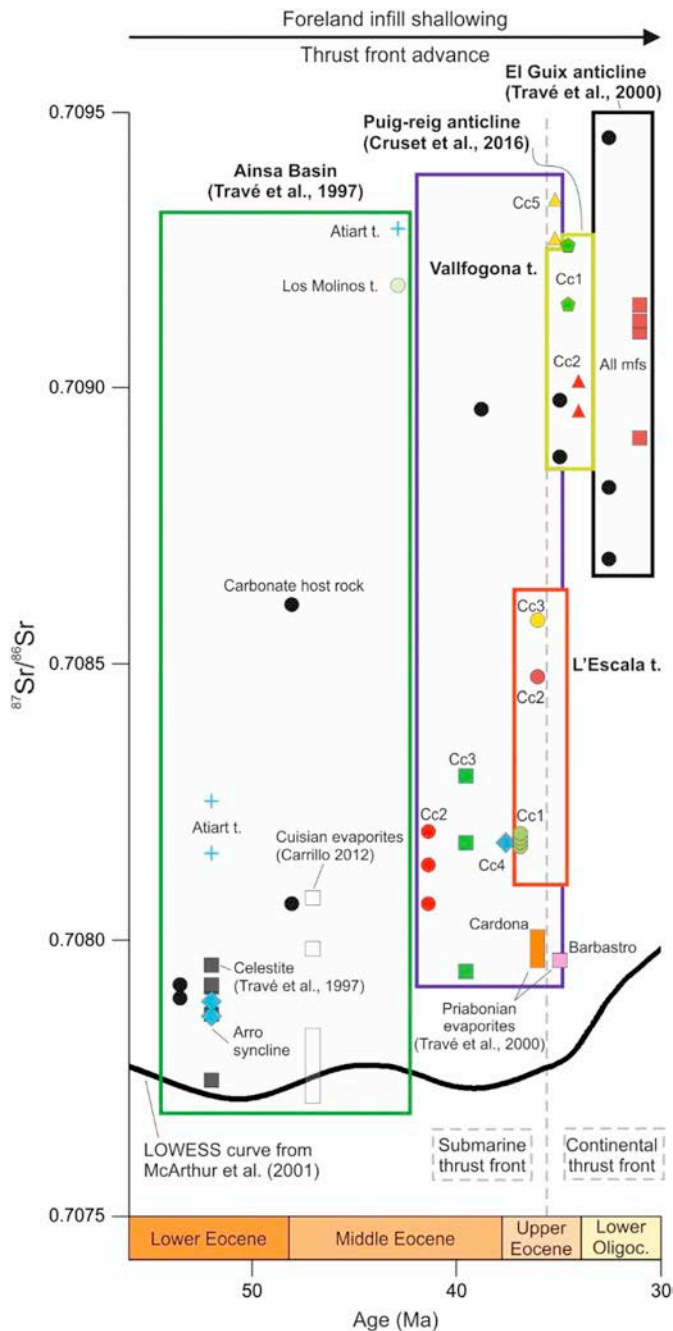 Foreland infill shallowing
Thrust front advance
El Guix anticline
(Travé et al., 2000)
Puig-reig anticline
(Cruset et al., 2016)
Ainsa Basin
(Travé et al., 1997)
0.7095
0.7090
0.7085
0.7080
0.7075
87Sr/86Sr
Atiart t.
Los Molinos t.
Cc5
Vallfogona t.
Cc1
Cc2
All mfs
Carbonate host rock
Cc3
L'Escala t.
Cc2
Cc3
Atiart t.
Cuisian evaporites
(Carrillo 2012)
Cc2
Cc1
Cc4
Celestite
(Travé et al., 1997)
Cardona
Barbastro
Arro
syncline
Priabonian
evaporites
(Travé et al., 2000)
LOWESS curve from
McArthur et al. (2001)
Submarine
thrust front
Continental
thrust front
Lower Eocene
Middle Eocene
Upper
Eocene
Lower
Oligoc.
50
40
30
Age (Ma)